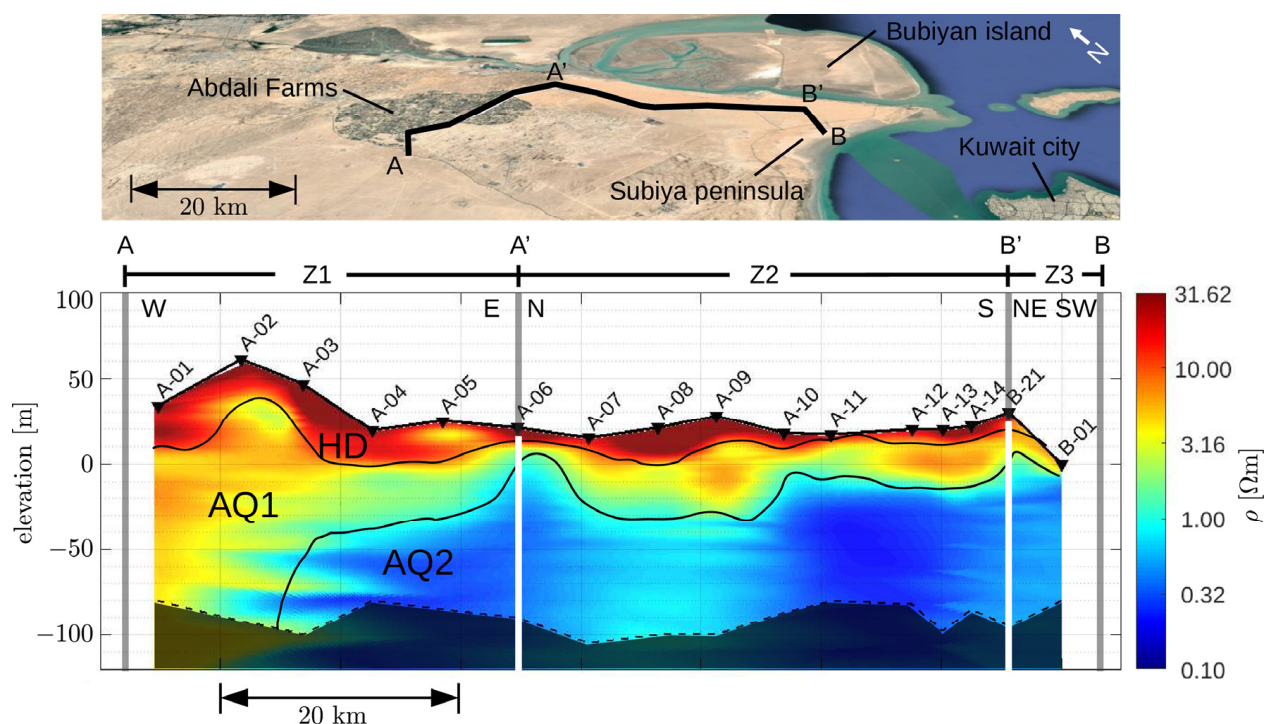 Bubiyan island
N
Abdali Farms
A'
B'
A
B
Kuwait city
Subiya peninsula
20 km
A
A'
B'
B
Z1
Z2
Z3
W
E
N
S
NE
SW
100
50
0
−50
−100
elevation [m]
A-01
A-02
A-03
A-04
A-05
A-06
A-07
A-08
A-09
A-10
A-11
A-12
A-13
A-14
B-21
B-01
HD
AQ1
AQ2
31.62
10.00
3.16
1.00
0.32
0.10
ρ [Ωm]
20 km